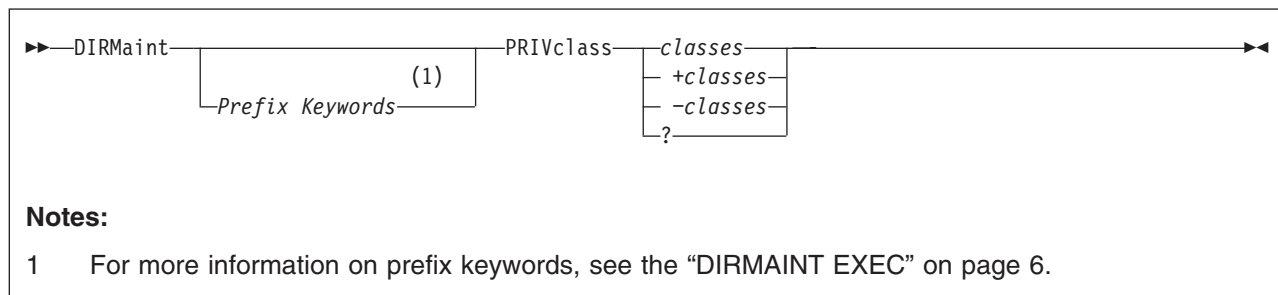 DIRMaint PRIVclass classes
(1) +classes
Prefix Keywords −classes
?
Notes:
1 For more information on prefix keywords, see the “DIRMAINT EXEC” on page 6.